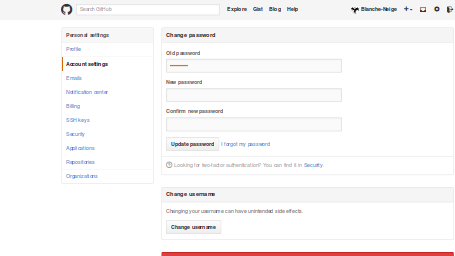 Search GitHub
Explore Gist Blog Help
Blanche-Neige
Personal settings
Profile
Account settings
Emails
Notification center
Billing
SSH keys
Security
Applications
Repositories
Organizations
Change password
Old password
New password
Confirm new password
Update password I forgot my password
Looking for two-factor authentication? You can find it in Security.
Change username
Changing your username can have unintended side effects.
Change username